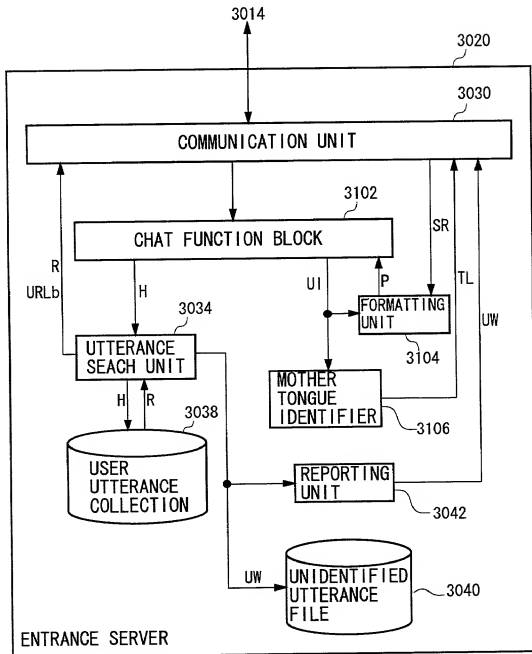 3014
3020
3030
COMMUNICATION UNIT
3102
CHAT FUNCTION BLOCK
SR
R
URLb
H
UI
P
TL
UW
3034
FORMATTING
UNIT
3104
UTTERANCE
SEACH UNIT
MOTHER
TONGUE
IDENTIFIER
3106
H
R
3038
USER
UTTERANCE
COLLECTION
REPORTING
UNIT
3042
UW
UNIDENTIFIED
UTTERANCE
FILE
3040
ENTRANCE SERVER